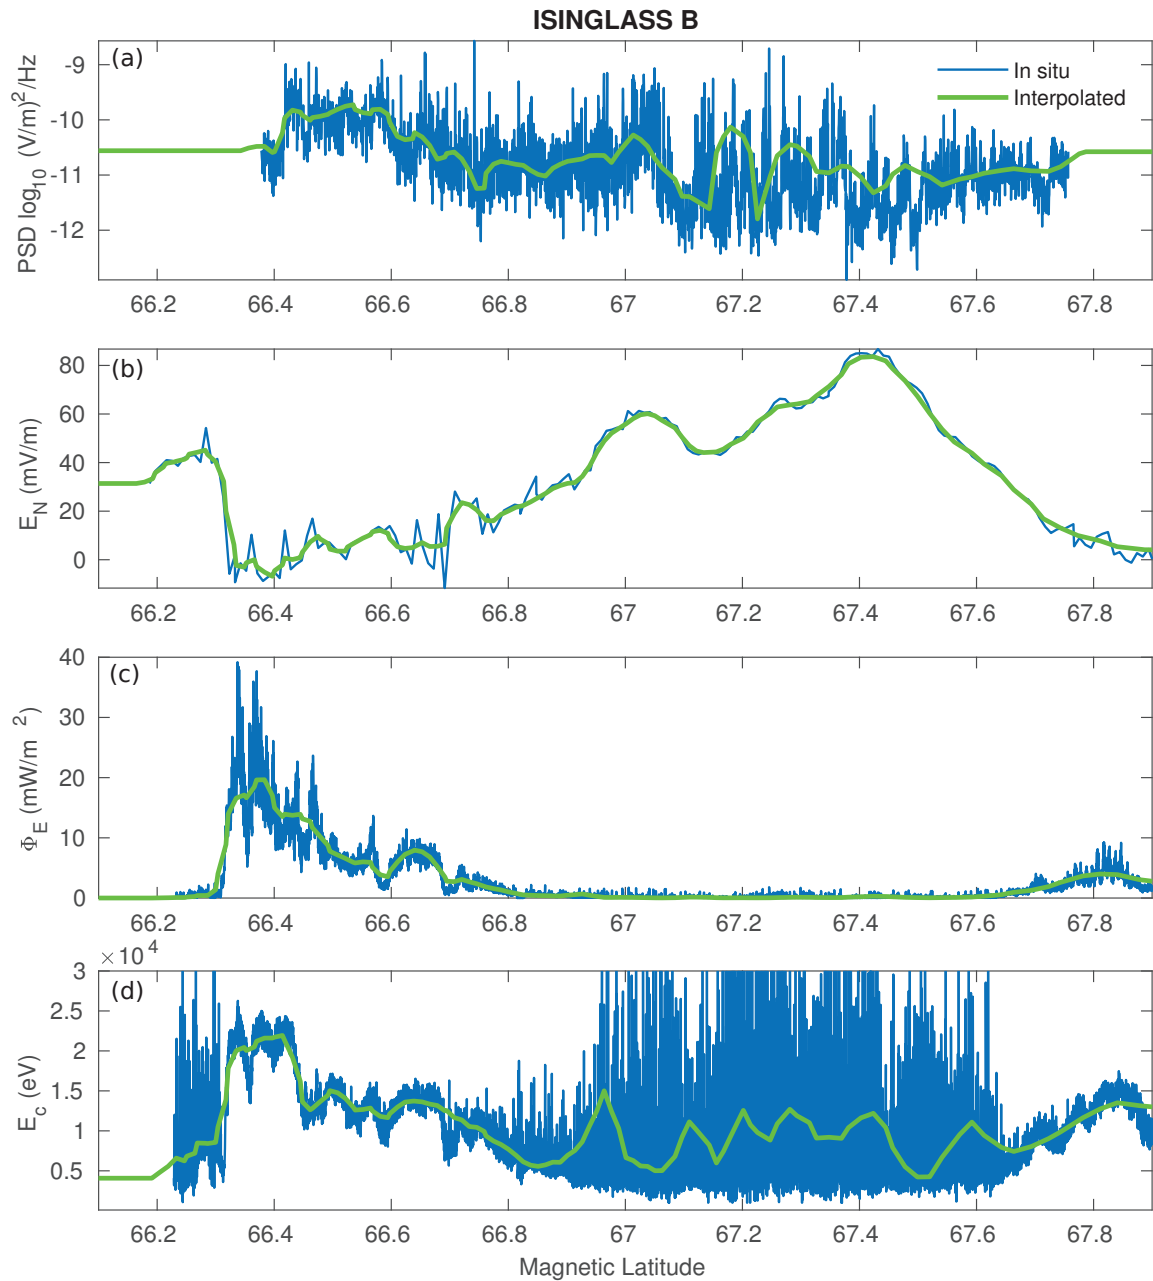 ISINGLASS B
(a)
PSD log10 (V/m)2/Hz
-9
-10
-11
-12
In situ
Interpolated
66.2 66.4 66.6 66.8 67 67.2 67.4 67.6 67.8
(b)
EN (mV/m)
80
60
40
20
0
66.2 66.4 66.6 66.8 67 67.2 67.4 67.6 67.8
(c)
ΦE (mW/m 2)
40
30
20
10
0
66.2 66.4 66.6 66.8 67 67.2 67.4 67.6 67.8
×10 4
(d)
Ec (eV)
3
2.5
2
1.5
1
0.5
66.2 66.4 66.6 66.8 67 67.2 67.4 67.6 67.8
Magnetic Latitude